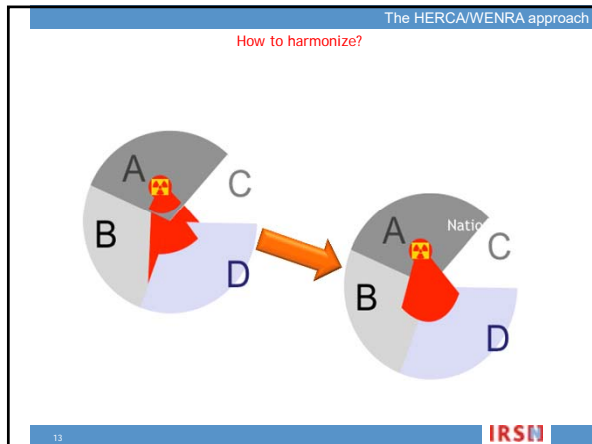 The HERCA/WENRA approach
How to harmonize?
A
C
B
D
A
C
B
D
13
IRSN